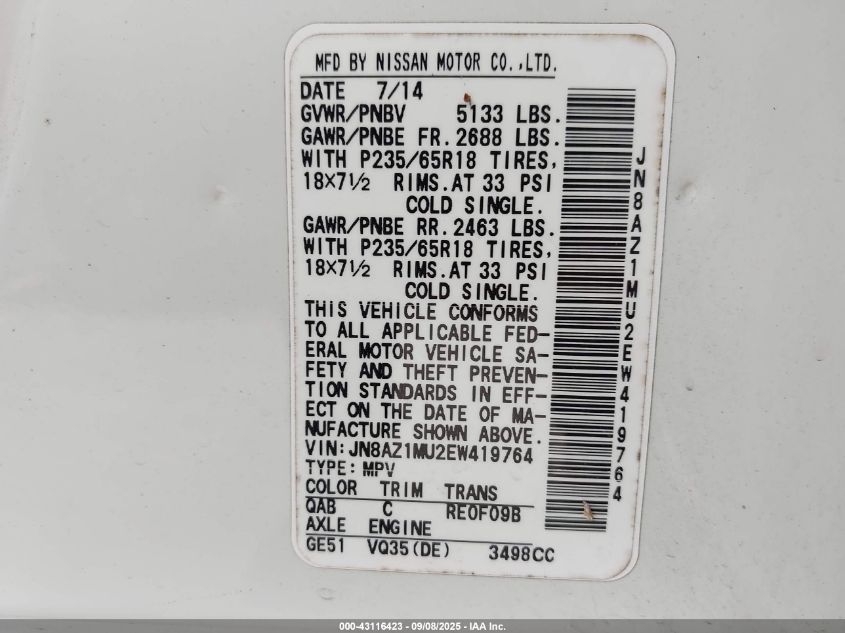 MFD BY NISSAN MOTOR CO.,LTD.
DATE 7/14
GVWR/PNBV 5133 LBS.
GAWR/PNBE FR. 2688 LBS.
WITH P235/65R18 TIRES,
18×7½ RIMS. AT 33 PSI
COLD SINGLE.
GAWR/PNBE RR. 2463 LBS.
WITH P235/65R18 TIRES,
18×7½ RIMS. AT 33 PSI
COLD SINGLE.
THIS VEHICLE CONFORMS
TO ALL APPLICABLE FED-
ERAL MOTOR VEHICLE SA-
FETY AND THEFT PREVEN-
TION STANDARDS IN EFF-
ECT ON THE DATE OF MA-
NUFACTURE SHOWN ABOVE.
VIN: JN8AZ1MU2EW419764
TYPE: MPV
COLOR TRIM TRANS
QAB C RE0F09B
AXLE ENGINE
GE51 VQ35(DE) 3498CC
JN8AZ1MU2EW419764
000-43116423 - 09/08/2025 - IAA Inc.